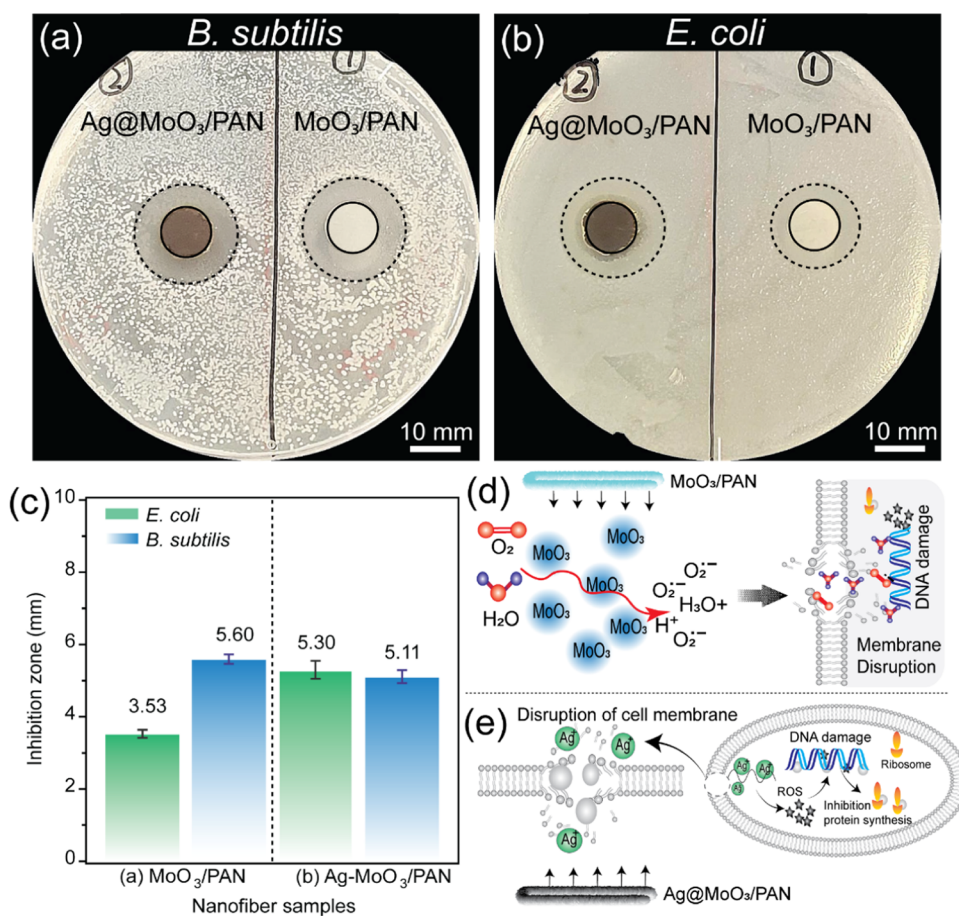 (a)
B. subtilis
②
①
Ag@MoO₃/PAN
MoO₃/PAN
10 mm
(b)
E. coli
②
①
Ag@MoO₃/PAN
MoO₃/PAN
10 mm
(c)
Inhibition zone (mm)
10
8
6
4
2
0
E. coli
B. subtilis
3.53
5.60
5.30
5.11
(a) MoO₃/PAN
(b) Ag-MoO₃/PAN
Nanofiber samples
(d)
MoO₃/PAN
O₂
H₂O
MoO₃
MoO₃
MoO₃
MoO₃
MoO₃
MoO₃
O₂·−
O₂·−
H₃O+
H⁺
O₂·−
DNA damage
Membrane
Disruption
(e)
Disruption of cell membrane
Ag⁺
Ag⁺
Ag⁺
Ag⁺
Ag⁺
Ag
DNA damage
Ribosome
ROS
Inhibition
protein synthesis
Ag@MoO₃/PAN